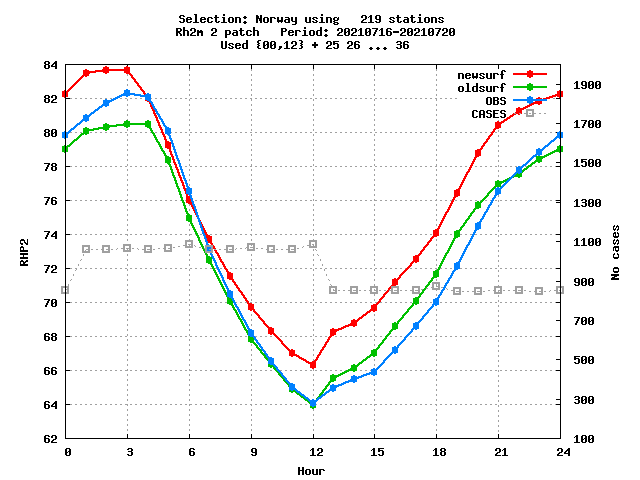 Selection: Norway using   219 stations
Rh2m 2 patch   Period: 20210716-20210720
Used {00,12} + 25 26 ... 36
84
82
80
78
76
74
72
70
68
66
64
62
RHP2
newsurf
oldsurf
OBS
CASES
1900
1700
1500
1300
1100
900
700
500
300
100
No cases
0 3 6 9 12 15 18 21 24
Hour